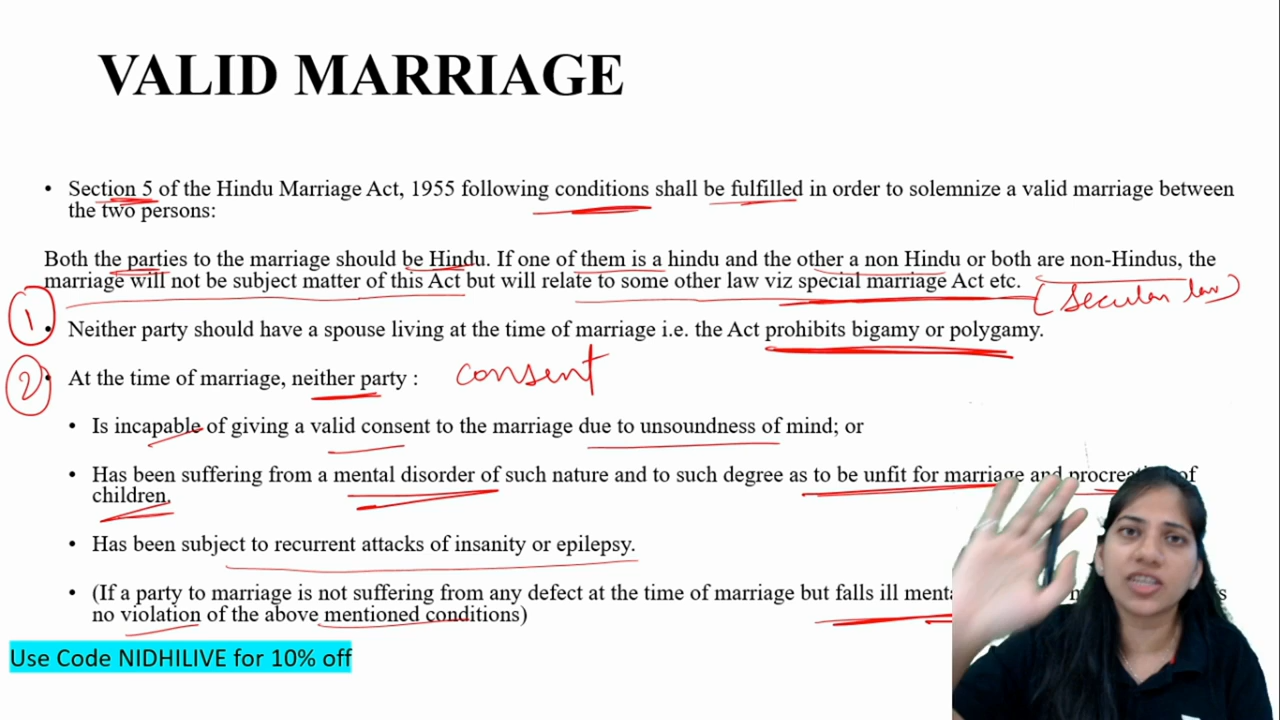 VALID MARRIAGE
• Section 5 of the Hindu Marriage Act, 1955 following conditions shall be fulfilled in order to solemnize a valid marriage between
the two persons:
Both the parties to the marriage should be Hindu. If one of them is a hindu and the other a non Hindu or both are non-Hindus, the
marriage will not be subject matter of this Act but will relate to some other law viz special marriage Act etc.
(Secular law)
1
• Neither party should have a spouse living at the time of marriage i.e. the Act prohibits bigamy or polygamy.
2
• At the time of marriage, neither party : consent
• Is incapable of giving a valid consent to the marriage due to unsoundness of mind; or
• Has been suffering from a mental disorder of such nature and to such degree as to be unfit for marriage and of
children.
• Has been subject to recurrent attacks of insanity or epilepsy.
• (If a party to marriage is not suffering from any defect at the time of marriage but falls ill
no violation of the above mentioned conditions)
Use Code NIDHILIVE for 10% off